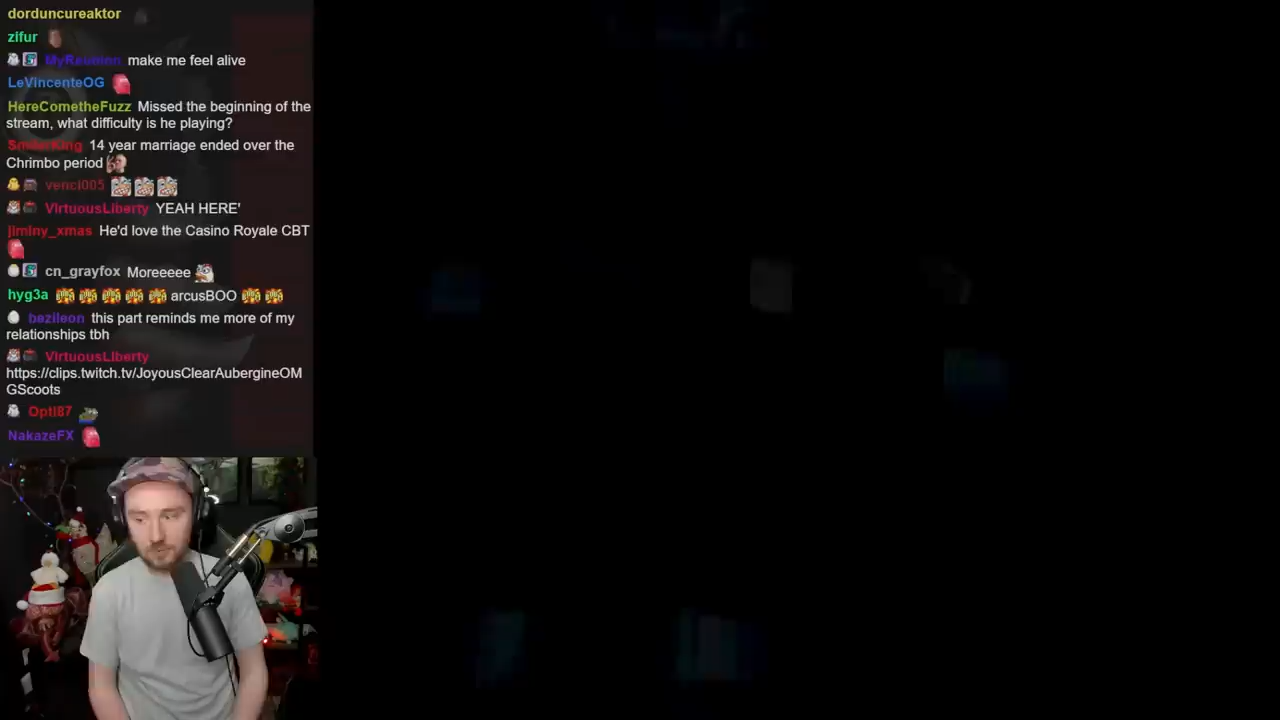 dorduncureaktor
zifur
MyReunion make me feel alive
LeVincenteOG
HereCometheFuzz Missed the beginning of the
stream, what difficulty is he playing?
SmilerKing 14 year marriage ended over the
Chrimbo period
venci005
VirtuousLiberty YEAH HERE'
jiminy_xmas He'd love the Casino Royale CBT
cn_grayfox Moreeeee
hyg3a arcusBOO
bezileon this part reminds me more of my
relationships tbh
VirtuousLiberty
https://clips.twitch.tv/JoyousClearAubergineOM
GScoots
Opti87
NakazeFX